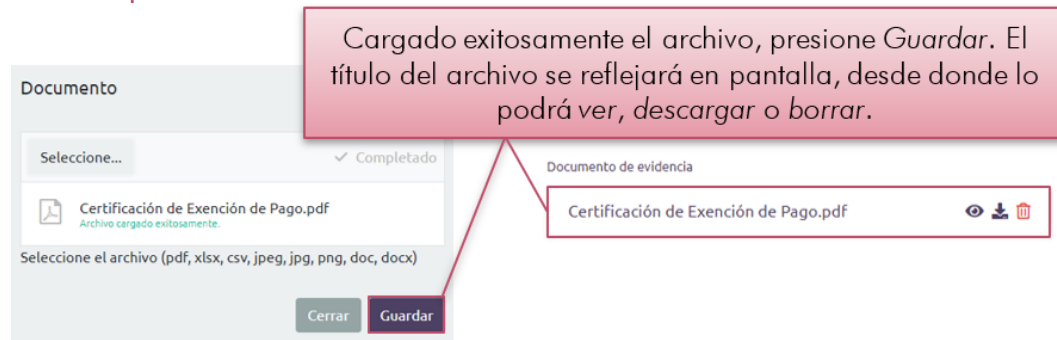 Cargado exitosamente el archivo, presione Guardar. El
título del archivo se reflejará en pantalla, desde donde lo
podrá ver, descargar o borrar.
Documento
Seleccione...
Completado
Certificación de Exención de Pago.pdf
Archivo cargado exitosamente.
Seleccione el archivo (pdf, xlsx, csv, jpeg, jpg, png, doc, docx)
Cerrar
Guardar
Documento de evidencia
Certificación de Exención de Pago.pdf